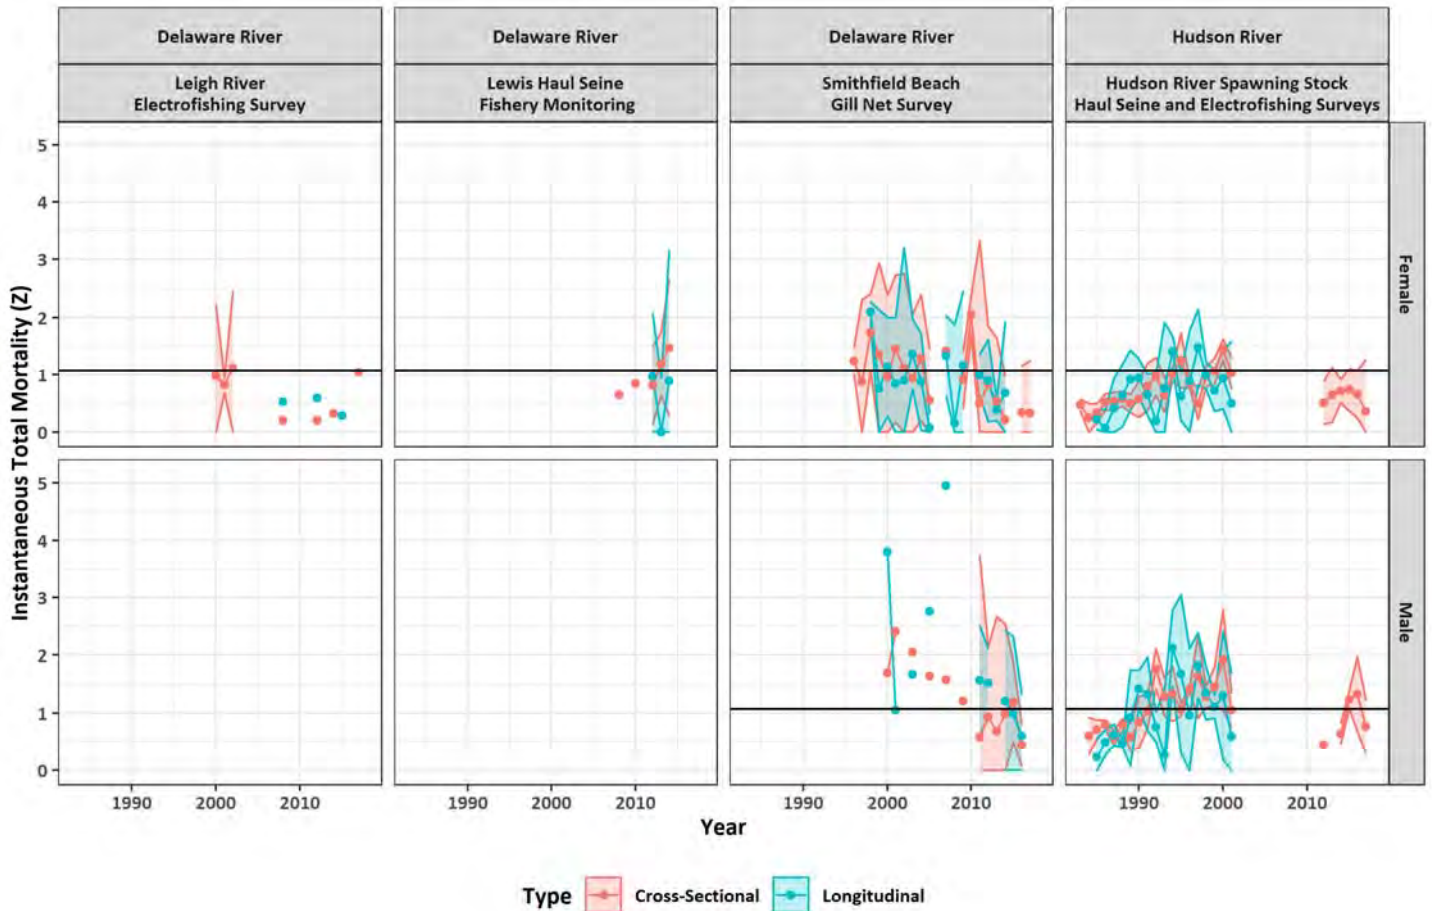 Delaware River
Delaware River
Delaware River
Hudson River
Leigh River
Electrofishing Survey
Lewis Haul Seine
Fishery Monitoring
Smithfield Beach
Gill Net Survey
Hudson River Spawning Stock
Haul Seine and Electrofishing Surveys
5
4
3
2
1
0
Female
5
4
3
2
1
0
Male
Instantaneous Total Mortality (Z)
1990 2000 2010
1990 2000 2010
1990 2000 2010
1990 2000 2010
Year
Type Cross-Sectional Longitudinal